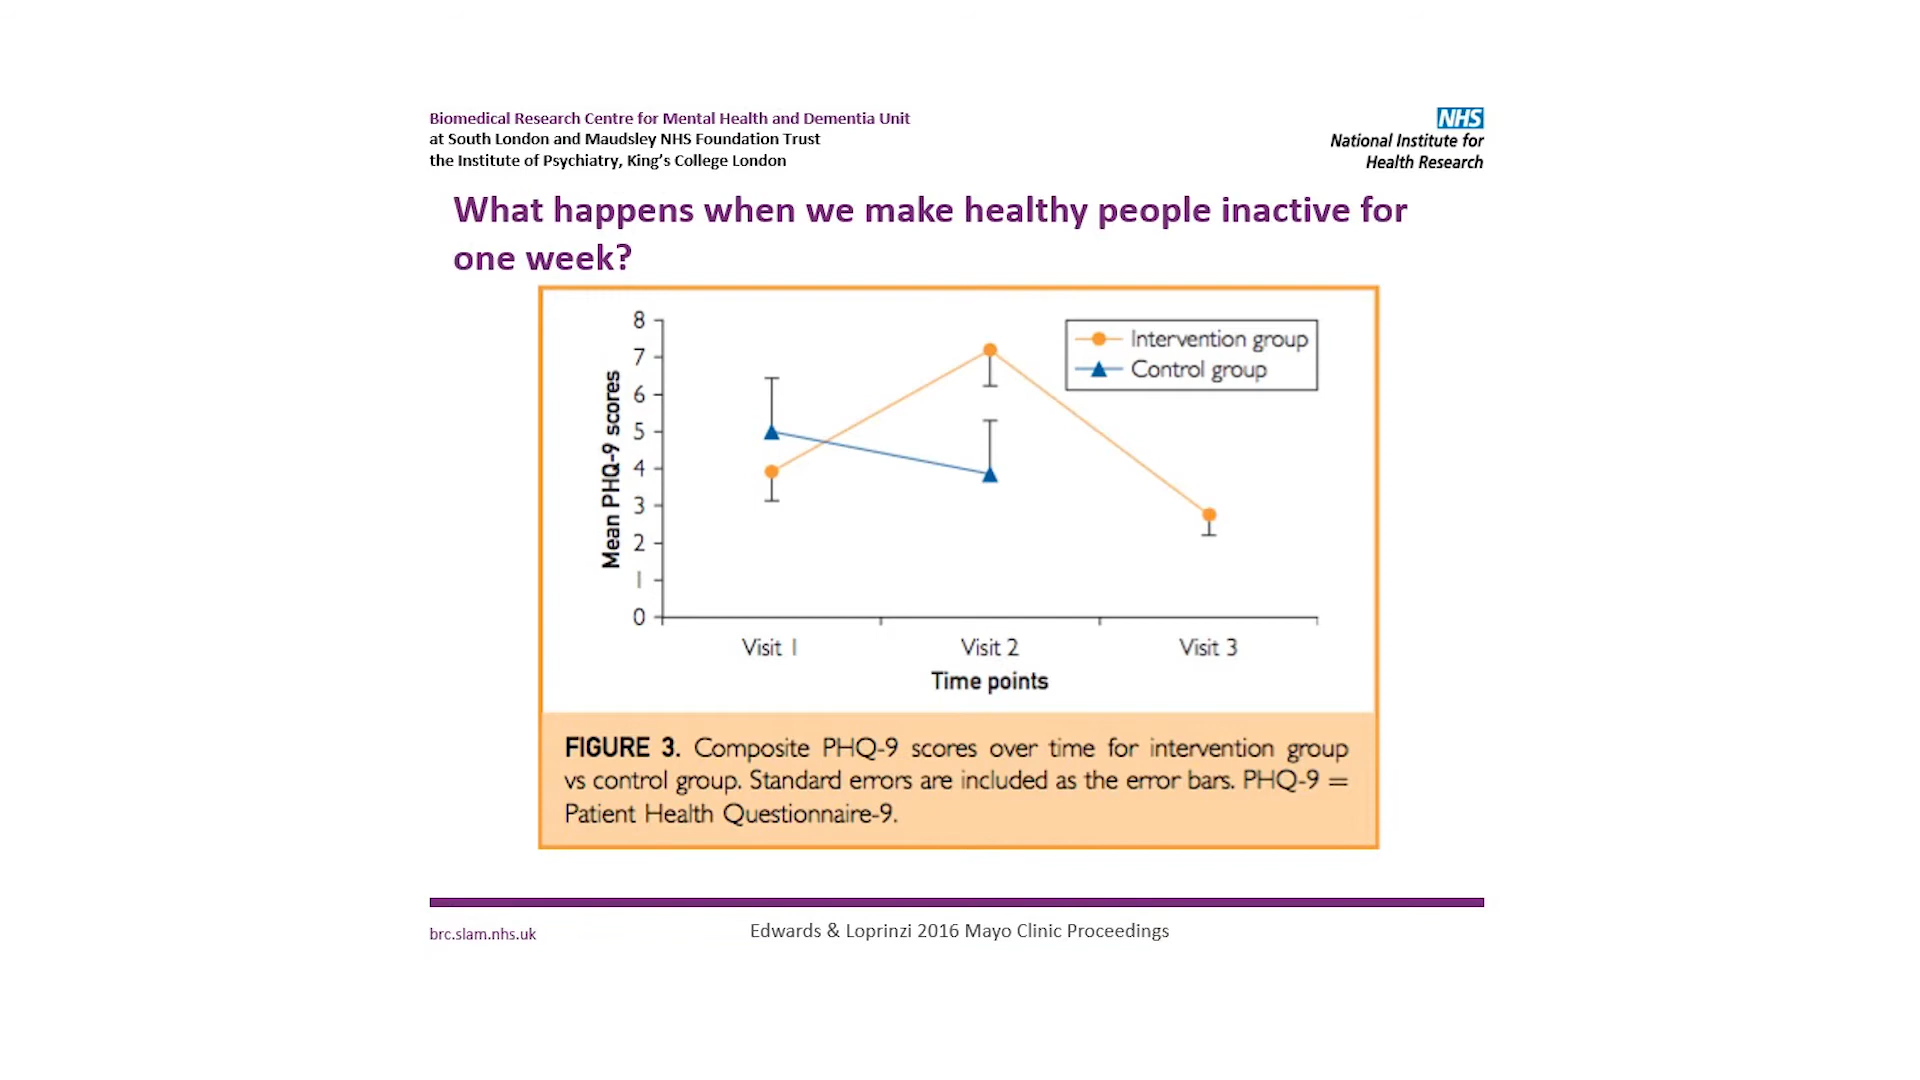 Biomedical Research Centre for Mental Health and Dementia Unit
at South London and Maudsley NHS Foundation Trust
the Institute of Psychiatry, King's College London
NHS
National Institute for
Health Research
What happens when we make healthy people inactive for
one week?
8
7
6
5
4
3
2
1
0
Mean PHQ-9 scores
Intervention group
Control group
Visit 1
Visit 2
Visit 3
Time points
FIGURE 3. Composite PHQ-9 scores over time for intervention group
vs control group. Standard errors are included as the error bars. PHQ-9 =
Patient Health Questionnaire-9.
brc.slam.nhs.uk
Edwards & Loprinzi 2016 Mayo Clinic Proceedings